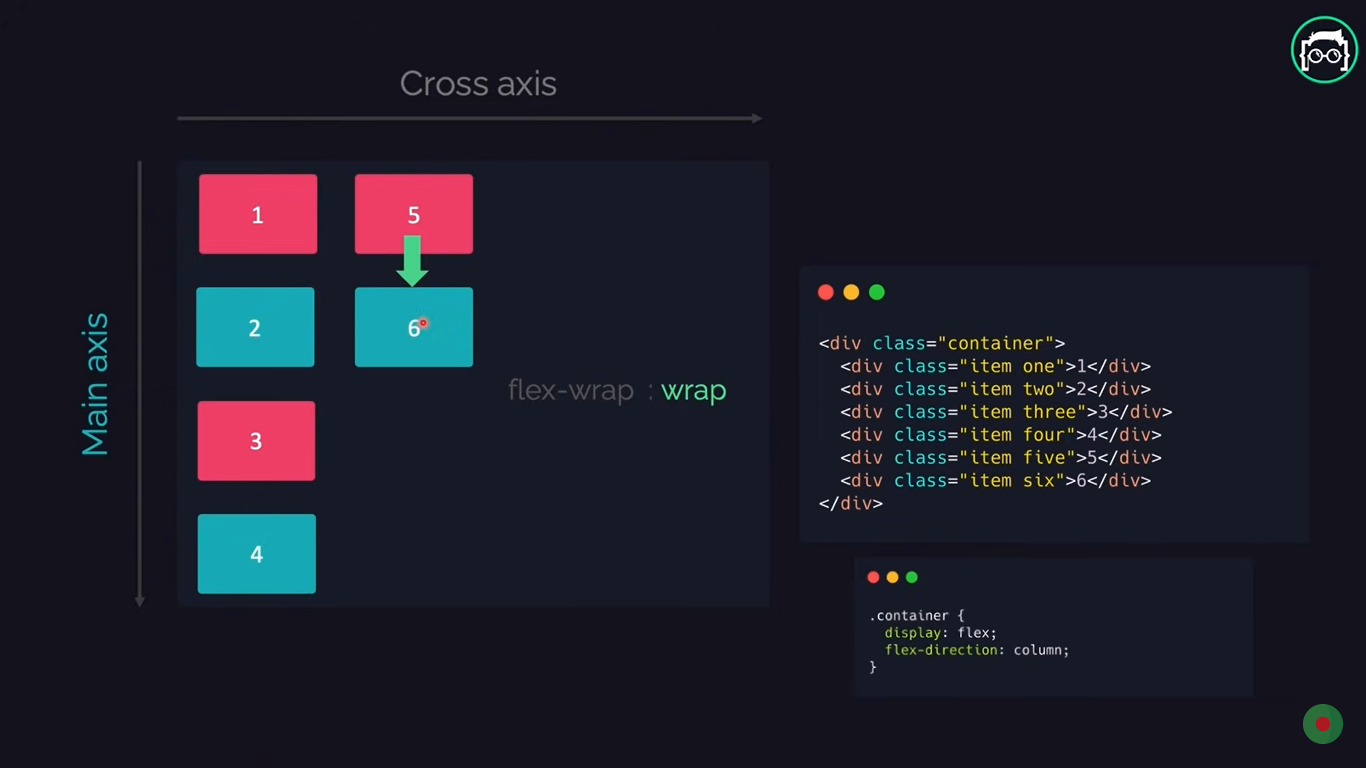 Cross axis
Main axis
1
5
2
6
3
4
flex-wrap : wrap
<div class="container">
<div class="item one">1</div>
<div class="item two">2</div>
<div class="item three">3</div>
<div class="item four">4</div>
<div class="item five">5</div>
<div class="item six">6</div>
</div>
.container {
display: flex;
flex-direction: column;
}